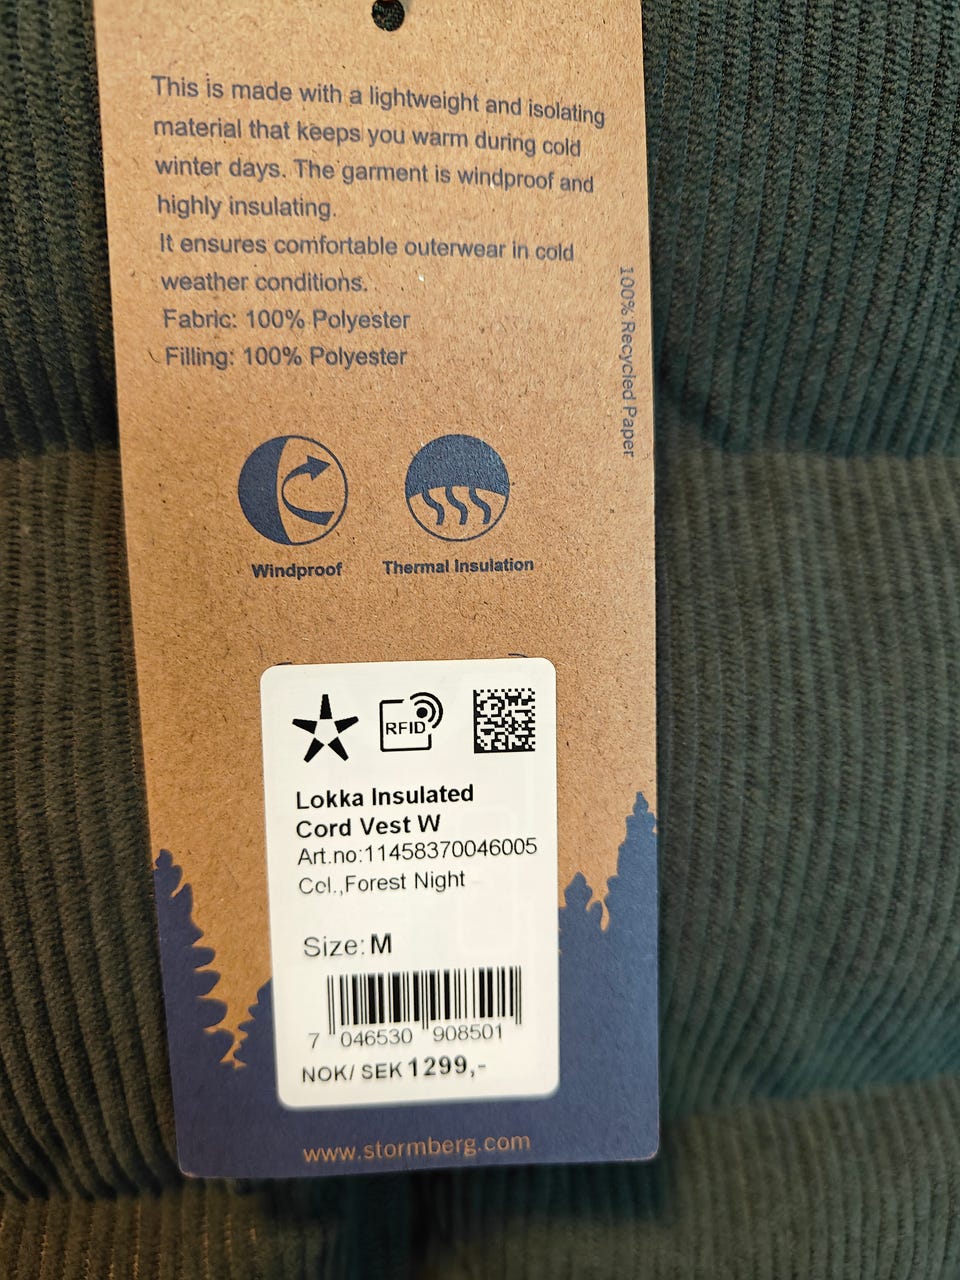 This is made with a lightweight and isolating
material that keeps you warm during cold
winter days. The garment is windproof and
highly insulating.
It ensures comfortable outerwear in cold
weather conditions.
Fabric: 100% Polyester
Filling: 100% Polyester
100% Recycled Paper
Windproof
Thermal Insulation
RFID
Lokka Insulated
Cord Vest W
Art.no:11458370046005
Col.,Forest Night
Size: M
7 046530 908501
NOK/ SEK 1299,-
www.stormberg.com